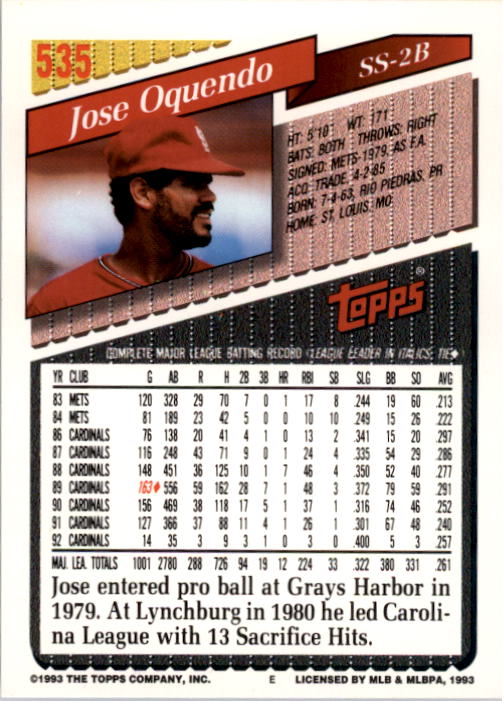 535
Jose Oquendo
SS-2B
HT: 5'10" WT: 171
BATS: BOTH THROWS: RIGHT
SIGNED: METS-1979, AS F.A.
ACQ: TRADE, 4-2-85
BORN: 7-4-63, RIO PIEDRAS, PR
HOME: ST. LOUIS, MO
TOPPS®
COMPLETE MAJOR LEAGUE BATTING RECORD (LEAGUE LEADER IN ITALICS, TIE♦)
YR CLUB G AB R H 2B 3B HR RBI SB SLG BB SO AVG
83 METS 120 328 29 70 7 0 1 17 8 .244 19 60 .213
84 METS 81 189 23 42 5 0 0 10 10 .249 15 26 .222
86 CARDINALS 76 138 20 41 4 1 0 13 2 .341 15 20 .297
87 CARDINALS 116 248 43 71 9 0 1 24 4 .335 54 29 .286
88 CARDINALS 148 451 36 125 10 1 7 46 4 .350 52 40 .277
89 CARDINALS 163♦ 556 59 162 28 7 1 48 3 .372 79 59 .291
90 CARDINALS 156 469 38 118 17 5 1 37 1 .316 74 46 .252
91 CARDINALS 127 366 37 88 11 4 1 26 1 .301 67 48 .240
92 CARDINALS 14 35 3 9 3 1 0 3 0 .400 5 3 .257
MAJ. LEA. TOTALS 1001 2780 288 726 94 19 12 224 33 .322 380 331 .261
Jose entered pro ball at Grays Harbor in
1979. At Lynchburg in 1980 he led Caroli-
na League with 13 Sacrifice Hits.
©1993 THE TOPPS COMPANY, INC. E LICENSED BY MLB & MLBPA, 1993